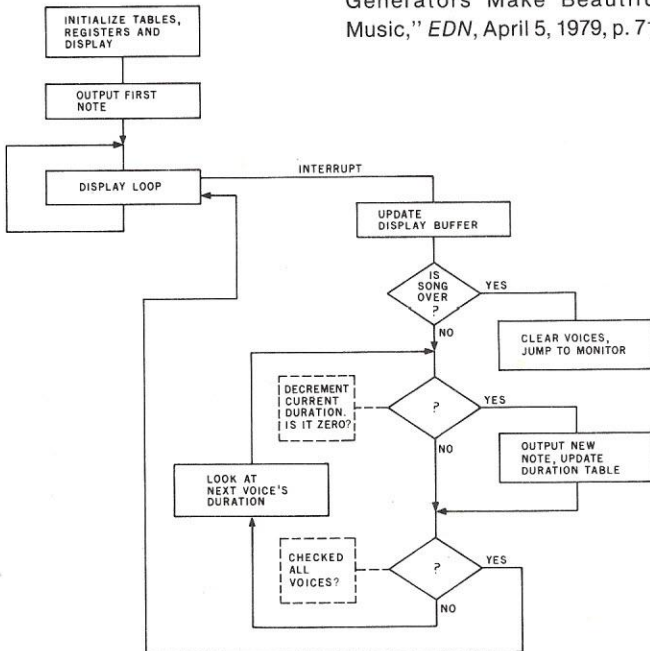 Generators Make Beautiful
Music," EDN, April 5, 1979, p. 71
INITIALIZE TABLES,
REGISTERS AND
DISPLAY
OUTPUT FIRST
NOTE
DISPLAY LOOP
INTERRUPT
UPDATE
DISPLAY BUFFER
IS
SONG
OVER
?
YES
NO
CLEAR VOICES,
JUMP TO MONITOR
DECREMENT
CURRENT
DURATION.
IS IT ZERO?
?
YES
NO
OUTPUT NEW
NOTE, UPDATE
DURATION TABLE
LOOK AT
NEXT VOICE'S
DURATION
CHECKED
ALL
VOICES?
?
YES
NO